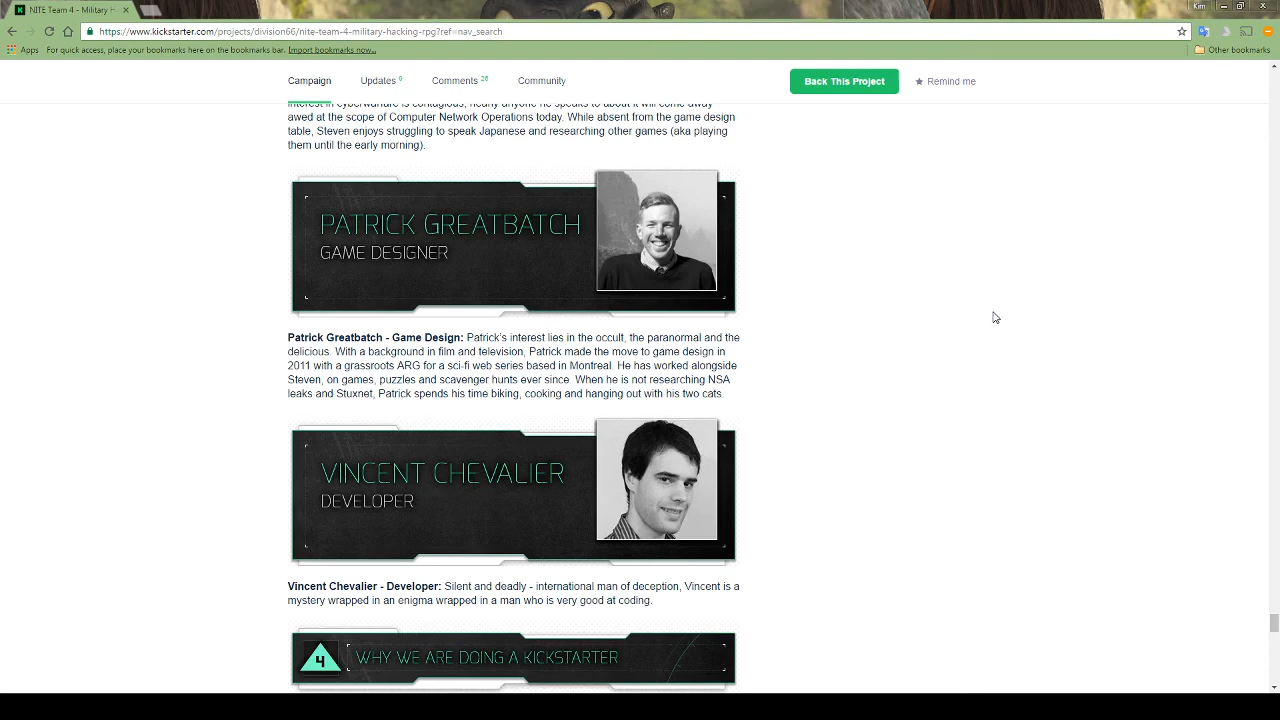 NITE Team 4 - Military H
Kim
https://www.kickstarter.com/projects/division66/nite-team-4-military-hacking-rpg?ref=nav_search
Apps For quick access, place your bookmarks here on the bookmarks bar. Import bookmarks now... Other bookmarks
Campaign Updates 8 Comments 26 Community Back This Project Remind me
interest in cyberwarfare is contagious, nearly anyone he speaks to about it will come away
awed at the scope of Computer Network Operations today. While absent from the game design
table, Steven enjoys struggling to speak Japanese and researching other games (aka playing
them until the early morning).
PATRICK GREATBATCH
GAME DESIGNER
Patrick Greatbatch - Game Design: Patrick's interest lies in the occult, the paranormal and the
delicious. With a background in film and television, Patrick made the move to game design in
2011 with a grassroots ARG for a sci-fi web series based in Montreal. He has worked alongside
Steven, on games, puzzles and scavenger hunts ever since. When he is not researching NSA
leaks and Stuxnet, Patrick spends his time biking, cooking and hanging out with his two cats.
VINCENT CHEVALIER
DEVELOPER
Vincent Chevalier - Developer: Silent and deadly - international man of deception, Vincent is a
mystery wrapped in an enigma wrapped in a man who is very good at coding.
4 WHY WE ARE DOING A KICKSTARTER